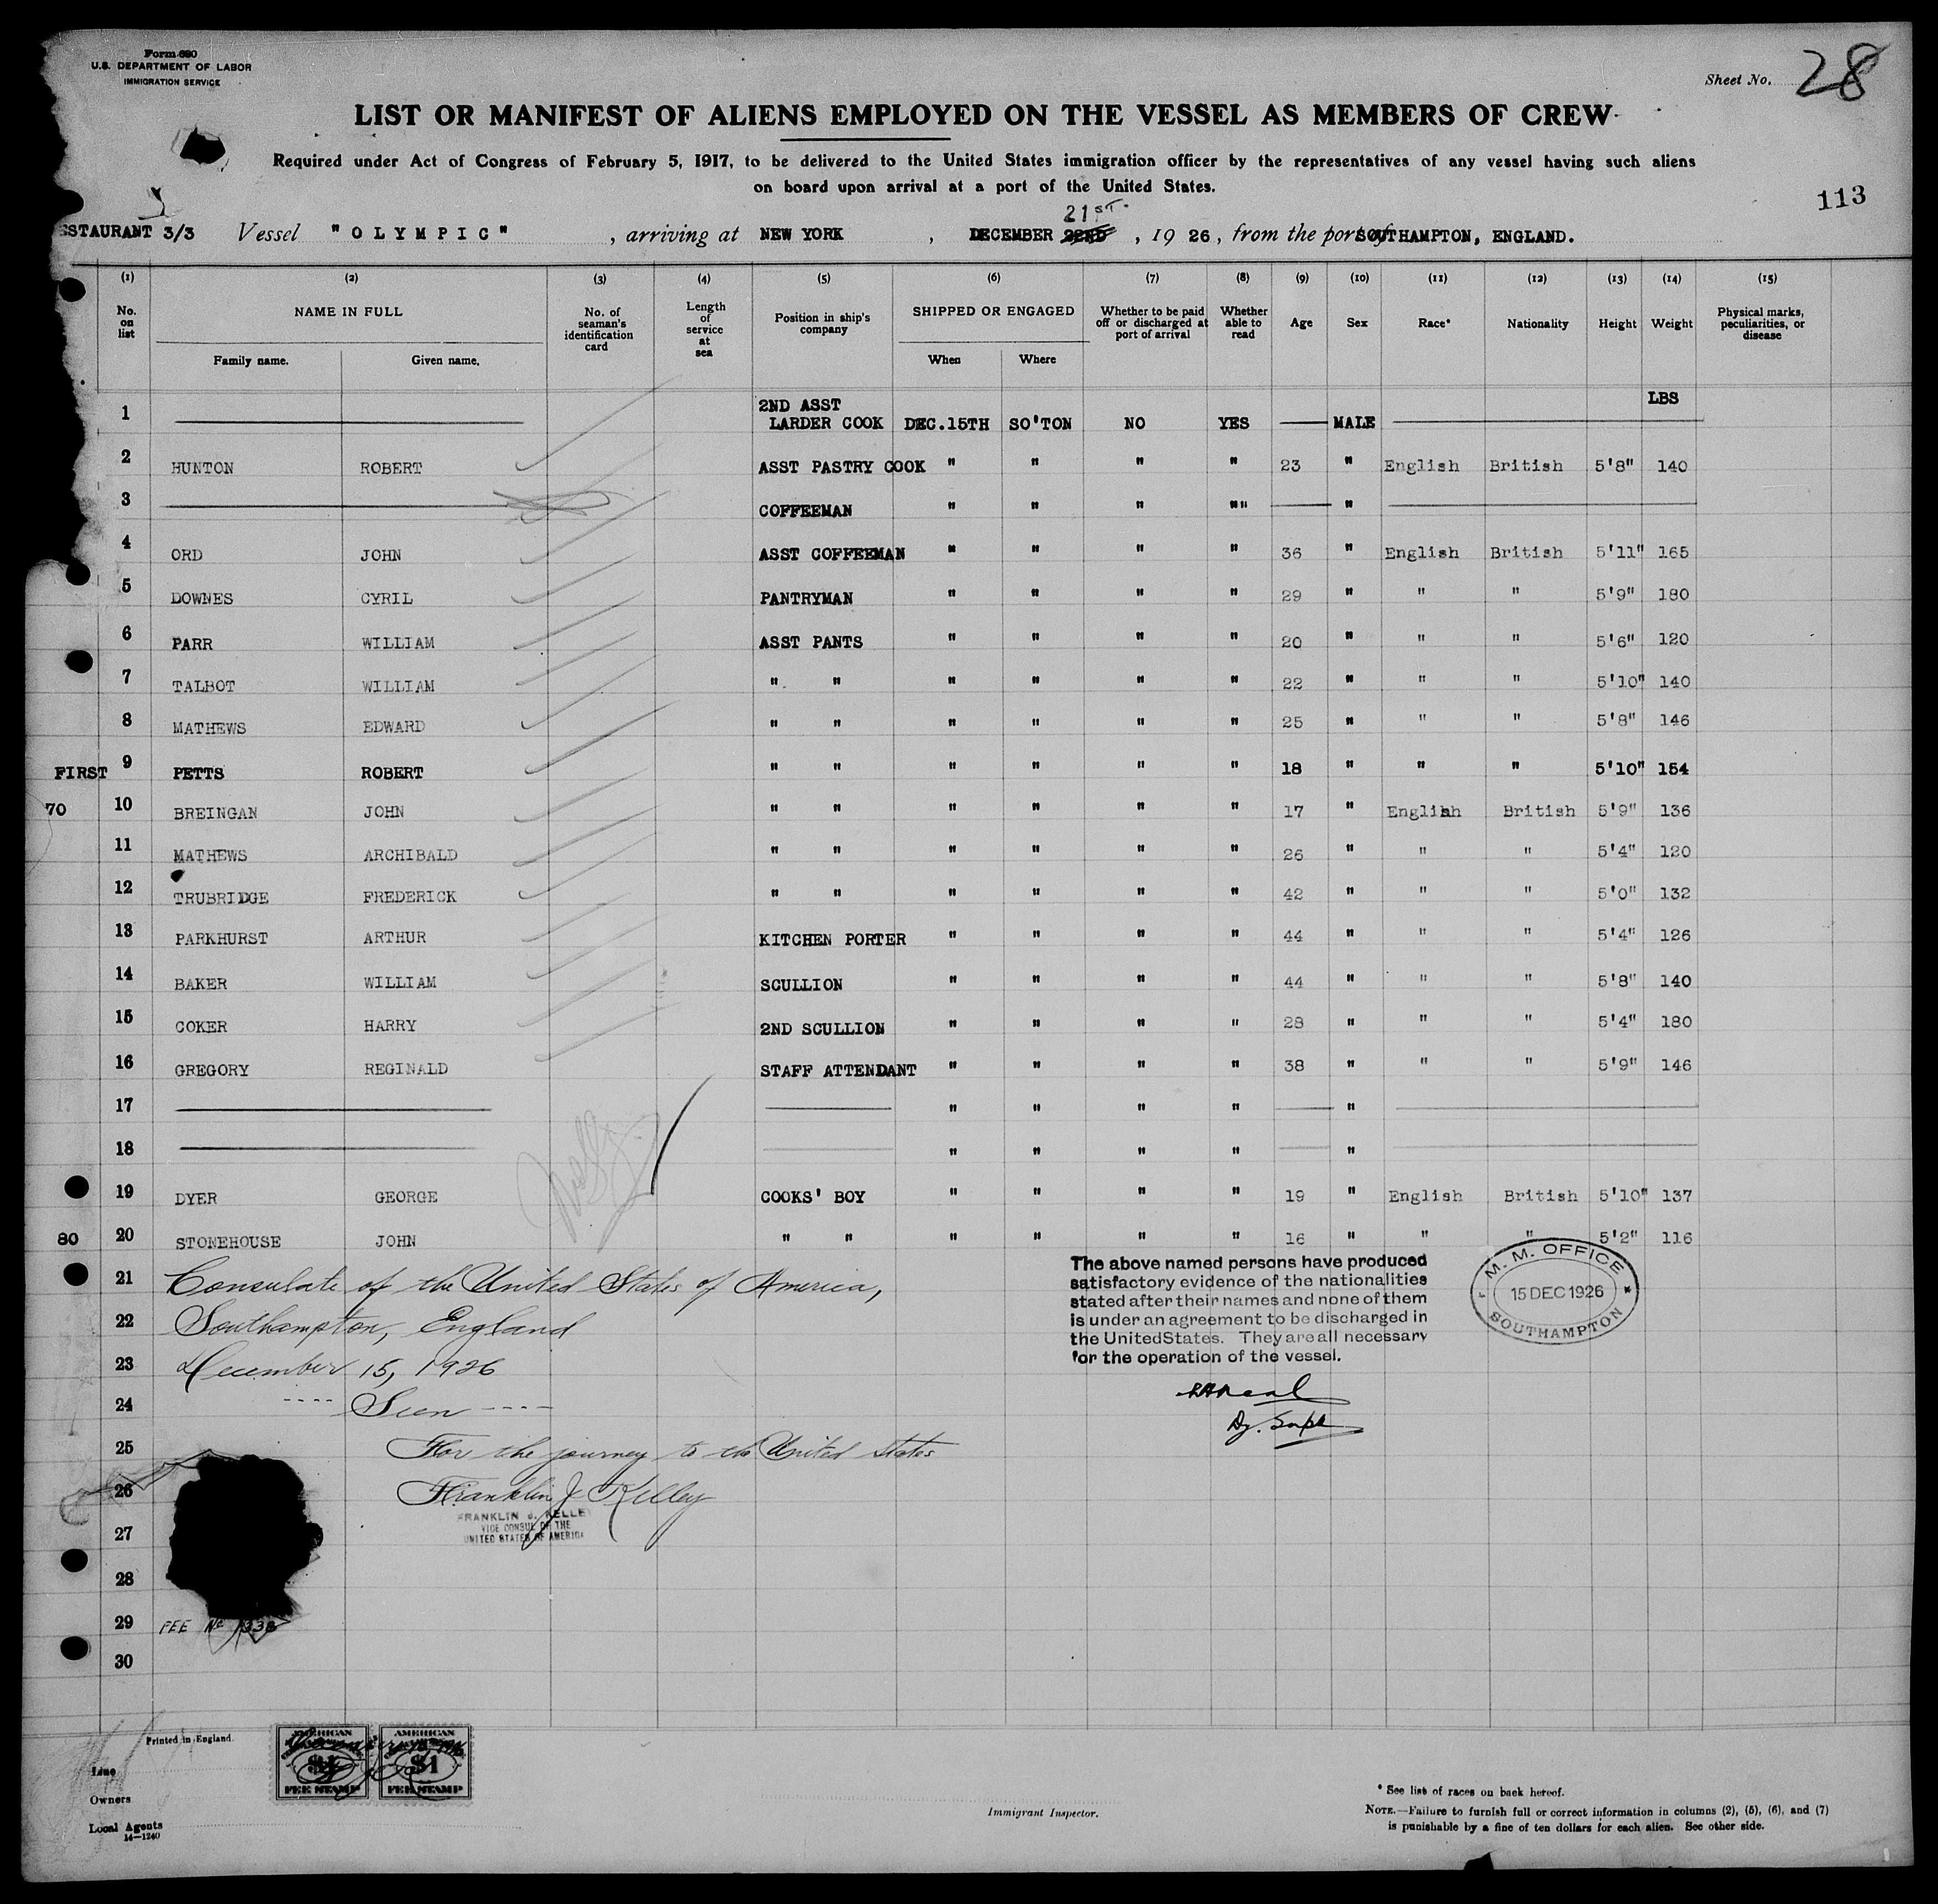 Form 680
U.S. DEPARTMENT OF LABOR
IMMIGRATION SERVICE
Sheet No. 28
LIST OR MANIFEST OF ALIENS EMPLOYED ON THE VESSEL AS MEMBERS OF CREW
Required under Act of Congress of February 5, 1917, to be delivered to the United States immigration officer by the representatives of any vessel having such aliens
on board upon arrival at a port of the United States.
113
21ST
STAURANT 3/3 Vessel "OLYMPIC", arriving at NEW YORK, DECEMBER 22ND, 1926, from the port of SOUTHAMPTON, ENGLAND.
(1) (2) (3) (4) (5) (6) (7) (8) (9) (10) (11) (12) (13) (14) (15)
No. on list NAME IN FULL Family name. Given name. No. of seaman's identification card Length of service at sea Position in ship's company SHIPPED OR ENGAGED When Where Whether to be paid off or discharged at port of arrival Whether able to read Age Sex Race* Nationality Height Weight Physical marks, peculiarities, or disease
LBS
1 2ND ASST LARDER COOK DEC.15TH SO'TON NO YES MALE
2 HUNTON ROBERT ASST PASTRY COOK " " " " 23 " English British 5'8" 140
3 COFFEEMAN " " " "" "
4 ORD JOHN ASST COFFEEMAN " " " " 36 " English British 5'11" 165
5 DOWNES CYRIL PANTRYMAN " " " " 29 " " " 5'9" 180
6 PARR WILLIAM ASST PANTS " " " " 20 " " " 5'6" 120
7 TALBOT WILLIAM " " " " " " 22 " " " 5'10" 140
8 MATHEWS EDWARD " " " " " " 25 " " " 5'8" 146
FIRST 9 PETTS ROBERT " " " " " " 18 " " " 5'10" 154
70 10 BREINGAN JOHN " " " " " " 17 " English British 5'9" 136
11 MATHEWS ARCHIBALD " " " " " " 26 " " " 5'4" 120
12 TRUBRIDGE FREDERICK " " " " " " 42 " " " 5'0" 132
13 PARKHURST ARTHUR KITCHEN PORTER " " " " 44 " " " 5'4" 126
14 BAKER WILLIAM SCULLION " " " " 44 " " " 5'8" 140
15 COKER HARRY 2ND SCULLION " " " " 28 " " " 5'4" 180
16 GREGORY REGINALD STAFF ATTENDANT " " " " 38 " " " 5'9" 146
17 " " " " "
18 " " " " "
19 DYER GEORGE COOKS' BOY " " " " 19 " English British 5'10" 137
80 20 STONEHOUSE JOHN " " " " " " 16 " " " 5'2" 116
21 Consulate of the United States of America,
22 Southampton, England
23 December 15, 1926
24 ---- Seen ----
25 For the journey to the United States
26 Franklin J Kelley
FRANKLIN J. KELLEY
VICE CONSUL OF THE
UNITED STATES OF AMERICA
27
28
29 FEE No 1338
30
The above named persons have produced
satisfactory evidence of the nationalities
stated after their names and none of them
is under an agreement to be discharged in
the United States. They are all necessary
for the operation of the vessel.
Dy. Supt
M. M. OFFICE
15 DEC 1926
SOUTHAMPTON
Printed in England.
AMERICAN $1 FEE STAMP
AMERICAN $1 FEE STAMP
Line
Owners
Local Agents
14—1240
Immigrant Inspector.
* See list of races on back hereof.
NOTE.—Failure to furnish full or correct information in columns (2), (5), (6), and (7)
is punishable by a fine of ten dollars for each alien. See other side.